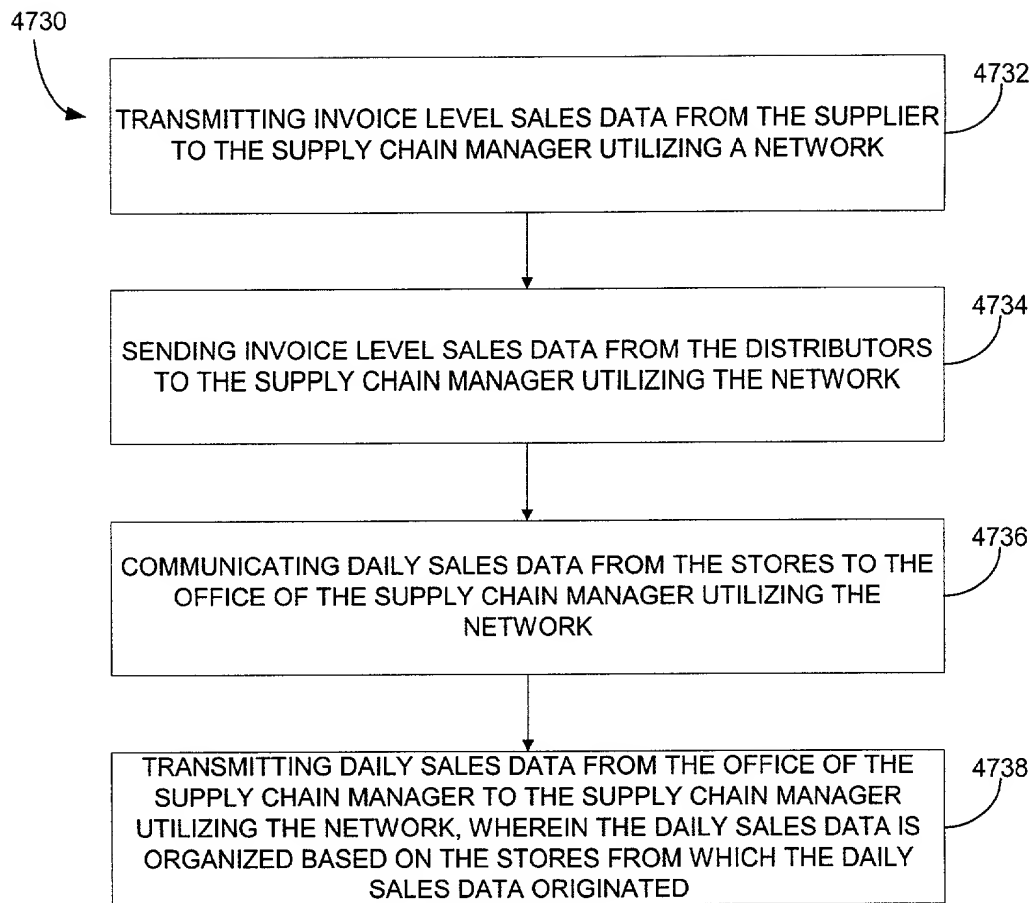 4730
4732
TRANSMITTING INVOICE LEVEL SALES DATA FROM THE SUPPLIER
TO THE SUPPLY CHAIN MANAGER UTILIZING A NETWORK
4734
SENDING INVOICE LEVEL SALES DATA FROM THE DISTRIBUTORS
TO THE SUPPLY CHAIN MANAGER UTILIZING THE NETWORK
4736
COMMUNICATING DAILY SALES DATA FROM THE STORES TO THE
OFFICE OF THE SUPPLY CHAIN MANAGER UTILIZING THE
NETWORK
4738
TRANSMITTING DAILY SALES DATA FROM THE OFFICE OF THE
SUPPLY CHAIN MANAGER TO THE SUPPLY CHAIN MANAGER
UTILIZING THE NETWORK, WHEREIN THE DAILY SALES DATA IS
ORGANIZED BASED ON THE STORES FROM WHICH THE DAILY
SALES DATA ORIGINATED